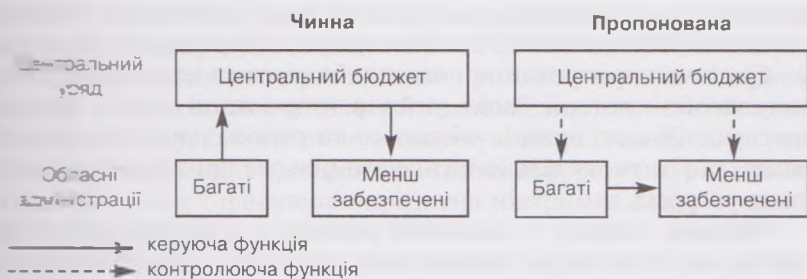 Чинна
Пропонована
Центральний бюджет
Центральний бюджет
Обласні
Багаті
Менш
забезпечені
Багаті
Менш
забезпечені
керуюча функція
контролююча функція